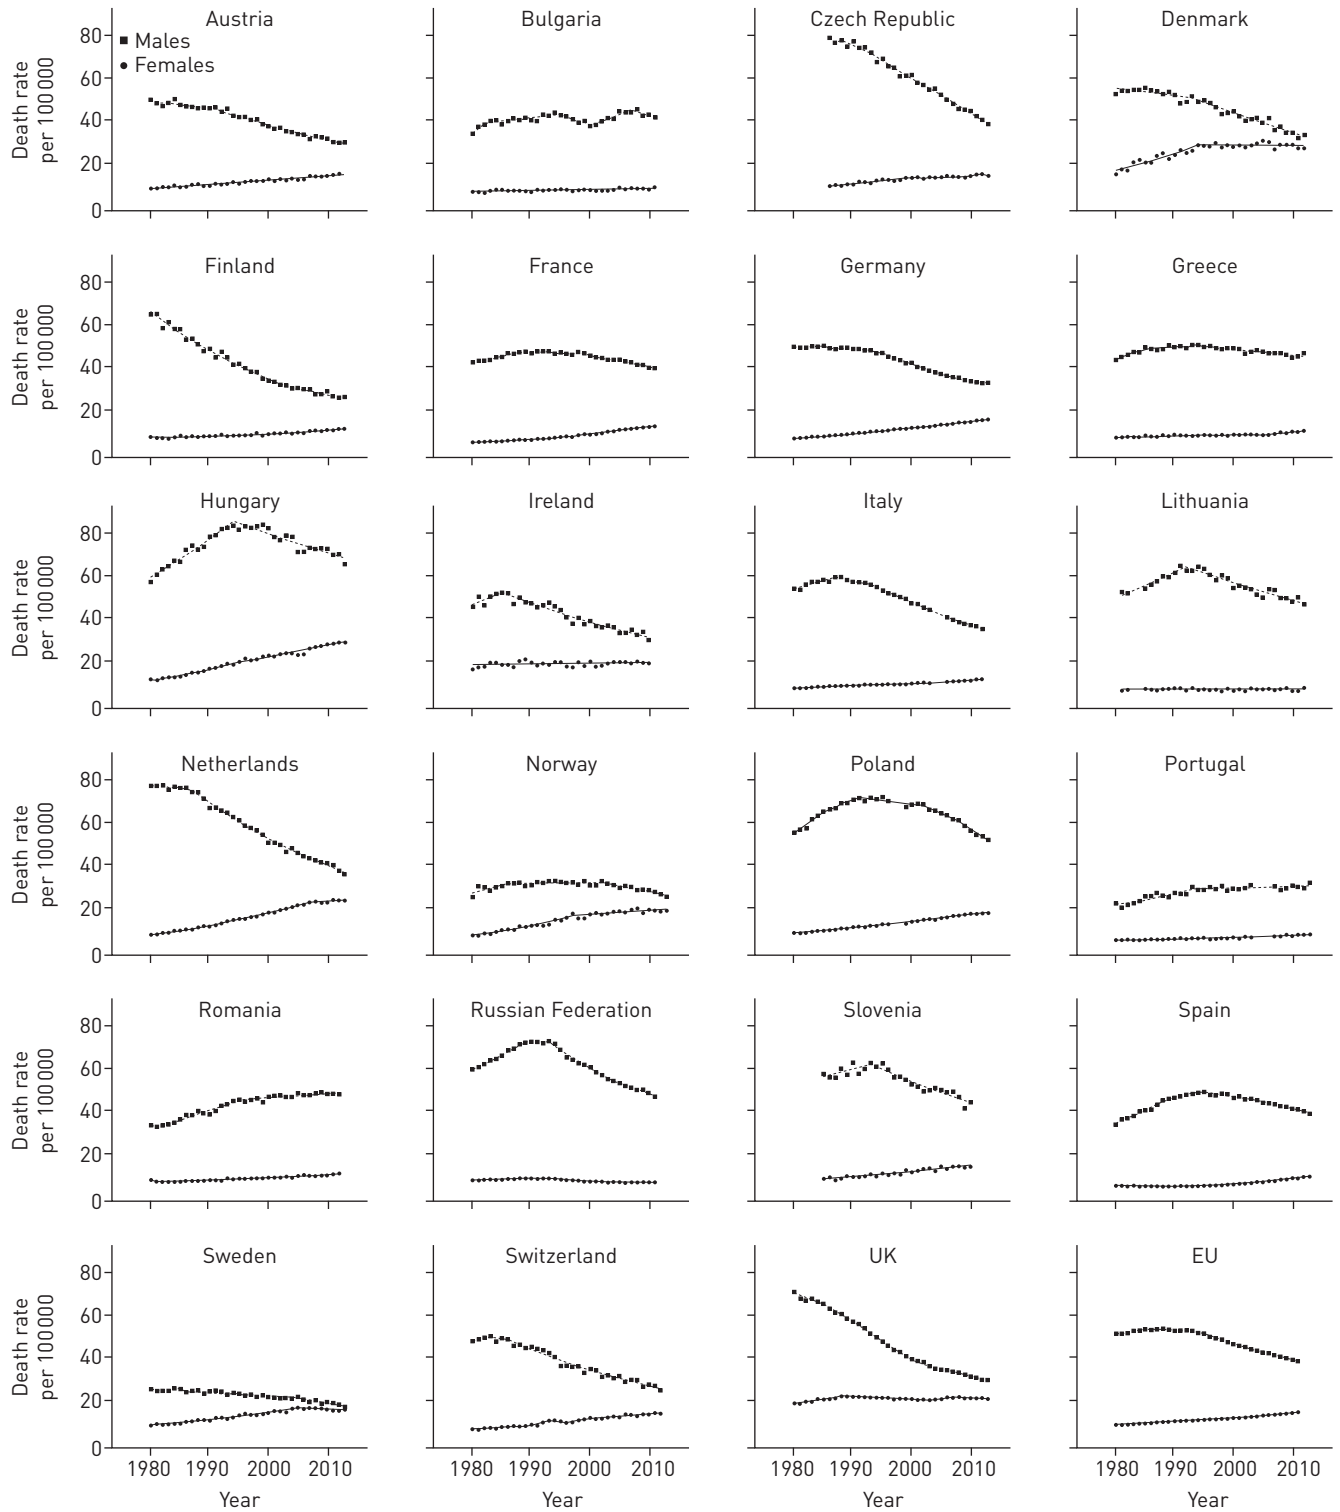 Austria
Bulgaria
Czech Republic
Denmark
Males
Females
Death rate
per 100 000
80
60
40
20
0
Finland
France
Germany
Greece
Death rate
per 100 000
80
60
40
20
0
Hungary
Ireland
Italy
Lithuania
Death rate
per 100 000
80
60
40
20
0
Netherlands
Norway
Poland
Portugal
Death rate
per 100 000
80
60
40
20
0
Romania
Russian Federation
Slovenia
Spain
Death rate
per 100 000
80
60
40
20
0
Sweden
Switzerland
UK
EU
Death rate
per 100 000
80
60
40
20
0
1980 1990 2000 2010
1980 1990 2000 2010
1980 1990 2000 2010
1980 1990 2000 2010
Year
Year
Year
Year